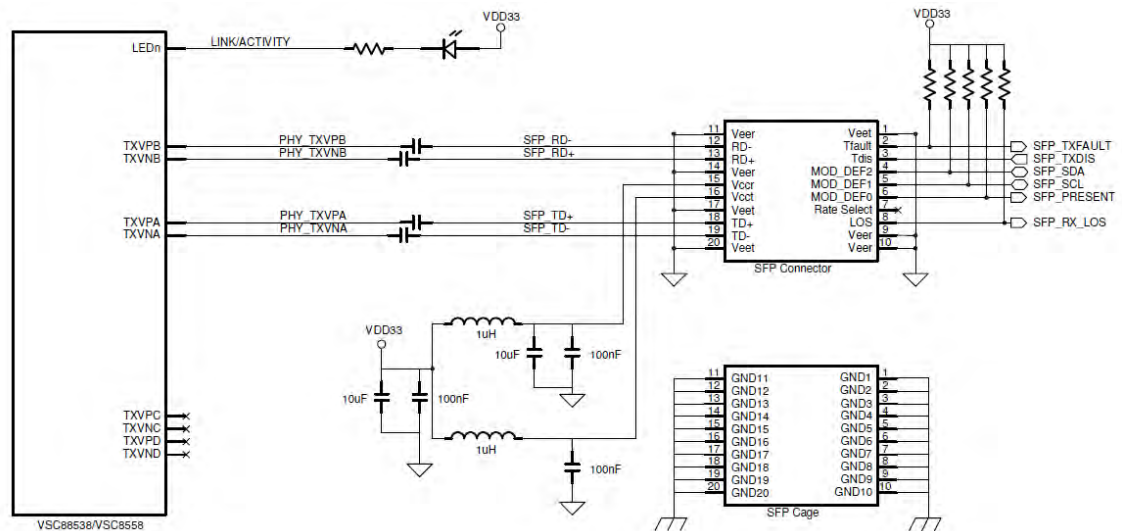 VDD33
VDD33
LEDn
LINK/ACTIVITY
TXVPB
PHY_TXVPB
SFP_RD-
TXVNB
PHY_TXVNB
SFP_RD+
TXVPA
PHY_TXVPA
SFP_TD+
TXVNA
PHY_TXVNA
SFP_TD-
11 Veer
12 RD-
13 RD+
14 Veer
15 Vccr
16 Vcct
17 Veet
18 TD+
19 TD-
20 Veet
Veet 1
Tfault 2
Tdis 3
MOD_DEF2 4
MOD_DEF1 5
MOD_DEF0 6
Rate Select 7
LOS 8
Veer 9
Veer 10
SFP Connector
SFP_TXFAULT
SFP_TXDIS
SFP_SDA
SFP_SCL
SFP_PRESENT
SFP_RX_LOS
VDD33
1uH
10uF
100nF
10uF
100nF
1uH
100nF
TXVPC
TXVNC
TXVPD
TXVND
VSC88538/VSC8558
11 GND11
12 GND12
13 GND13
14 GND14
15 GND15
16 GND16
17 GND17
18 GND18
19 GND19
20 GND20
GND1 1
GND2 2
GND3 3
GND4 4
GND5 5
GND6 6
GND7 7
GND8 8
GND9 9
GND10 10
SFP Cage